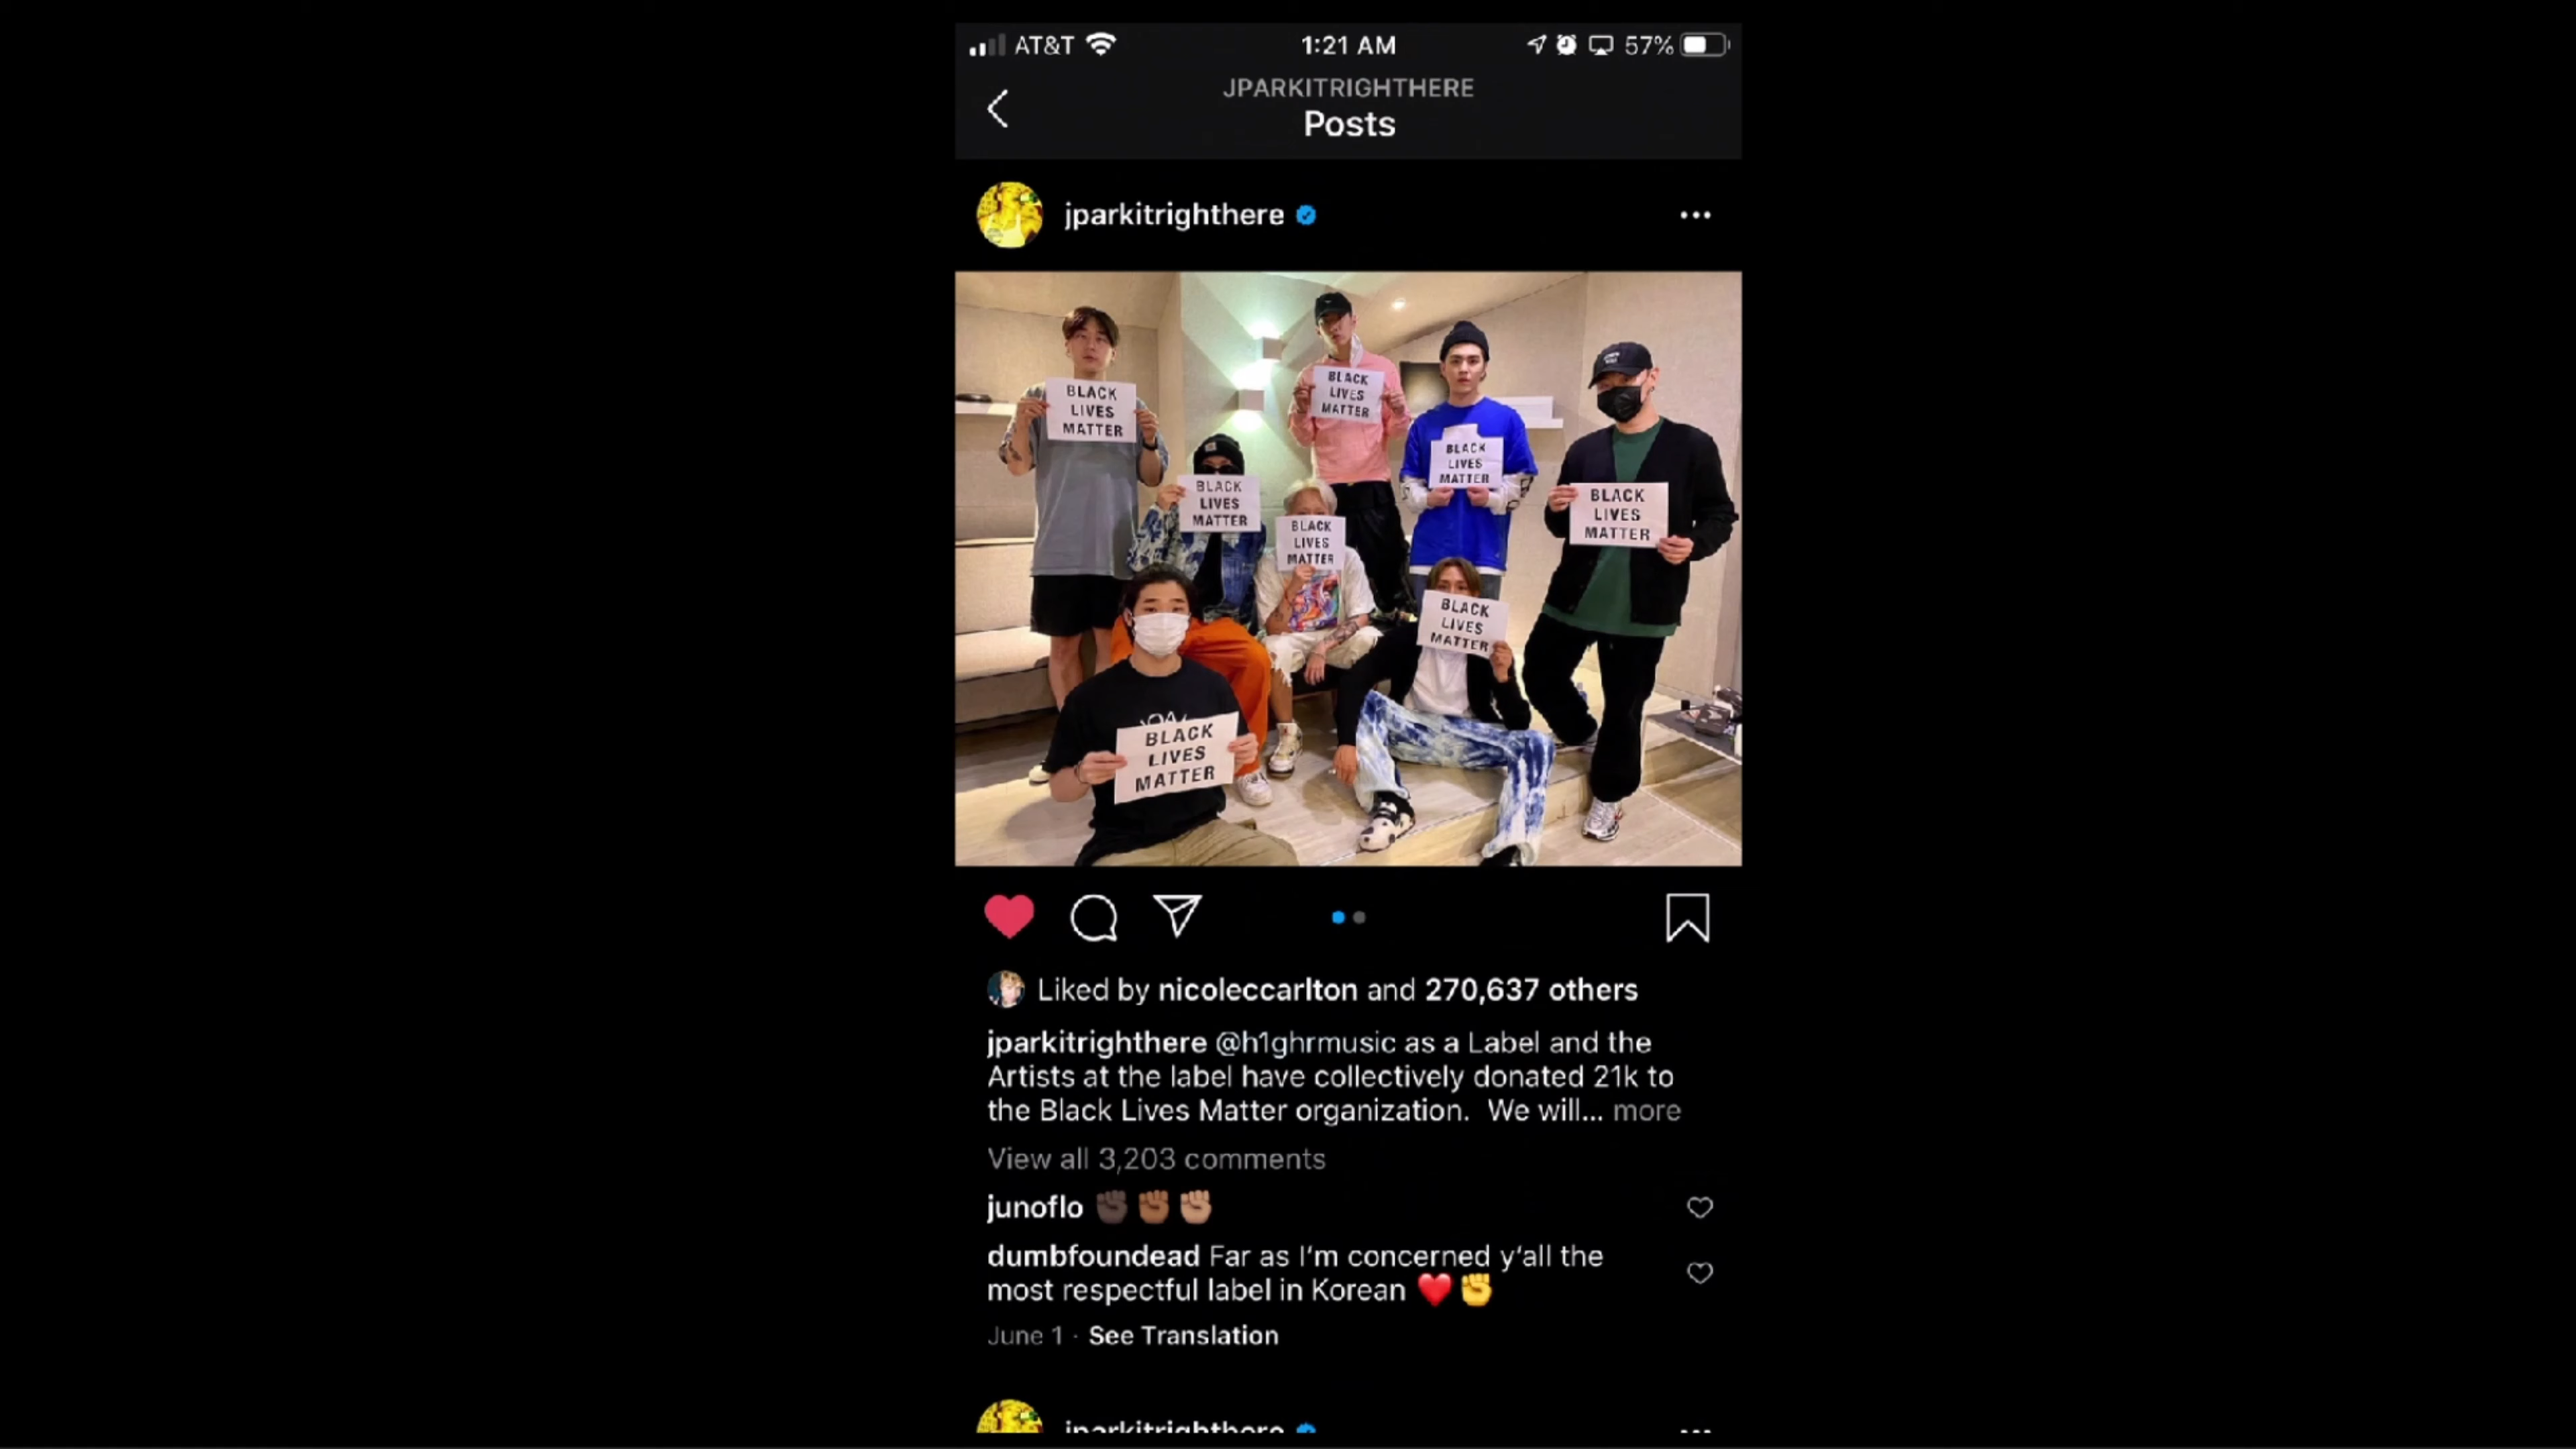 AT&T 1:21 AM 57%
JPARKITRIGHTHERE
Posts
jparkitrighthere
BLACK
LIVES
MATTER
BLACK
LIVES
MATTER
BLACK
LIVES
MATTER
BLACK
LIVES
MATTER
BLACK
LIVES
MATTER
BLACK
LIVES
MATTER
BLACK
LIVES
MATTER
BLACK
LIVES
MATTER
Liked by nicoleccarlton and 270,637 others
jparkitrighthere @h1ghrmusic as a Label and the
Artists at the label have collectively donated 21k to
the Black Lives Matter organization. We will... more
View all 3,203 comments
junoflo ✊🏿✊🏾✊🏼
dumbfoundead Far as I'm concerned y'all the
most respectful label in Korean ❤️✊
June 1 · See Translation
jparkitrighthere